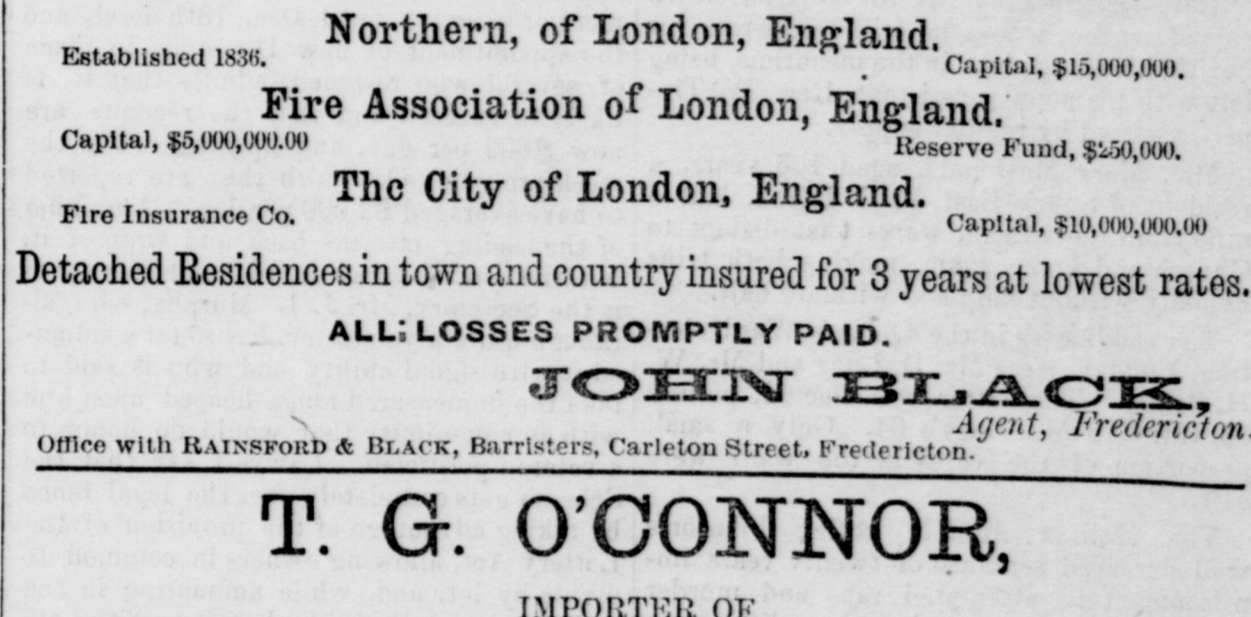 Northern, of London, England.
Established 1836.
Capital, $15,000,000.
Fire Association of London, England.
Capital, $5,000,000.00
Reserve Fund, $250,000.
The City of London, England.
Fire Insurance Co.
Capital, $10,000,000.00
Detached Residences in town and country insured for 3 years at lowest rates.
ALL; LOSSES PROMPTLY PAID.
JOHN BLACK,
Agent, Fredericton.
Office with RAINSFORD & BLACK, Barristers, Carleton Street, Fredericton.
T. G. O'CONNOR,
IMPORTER OF